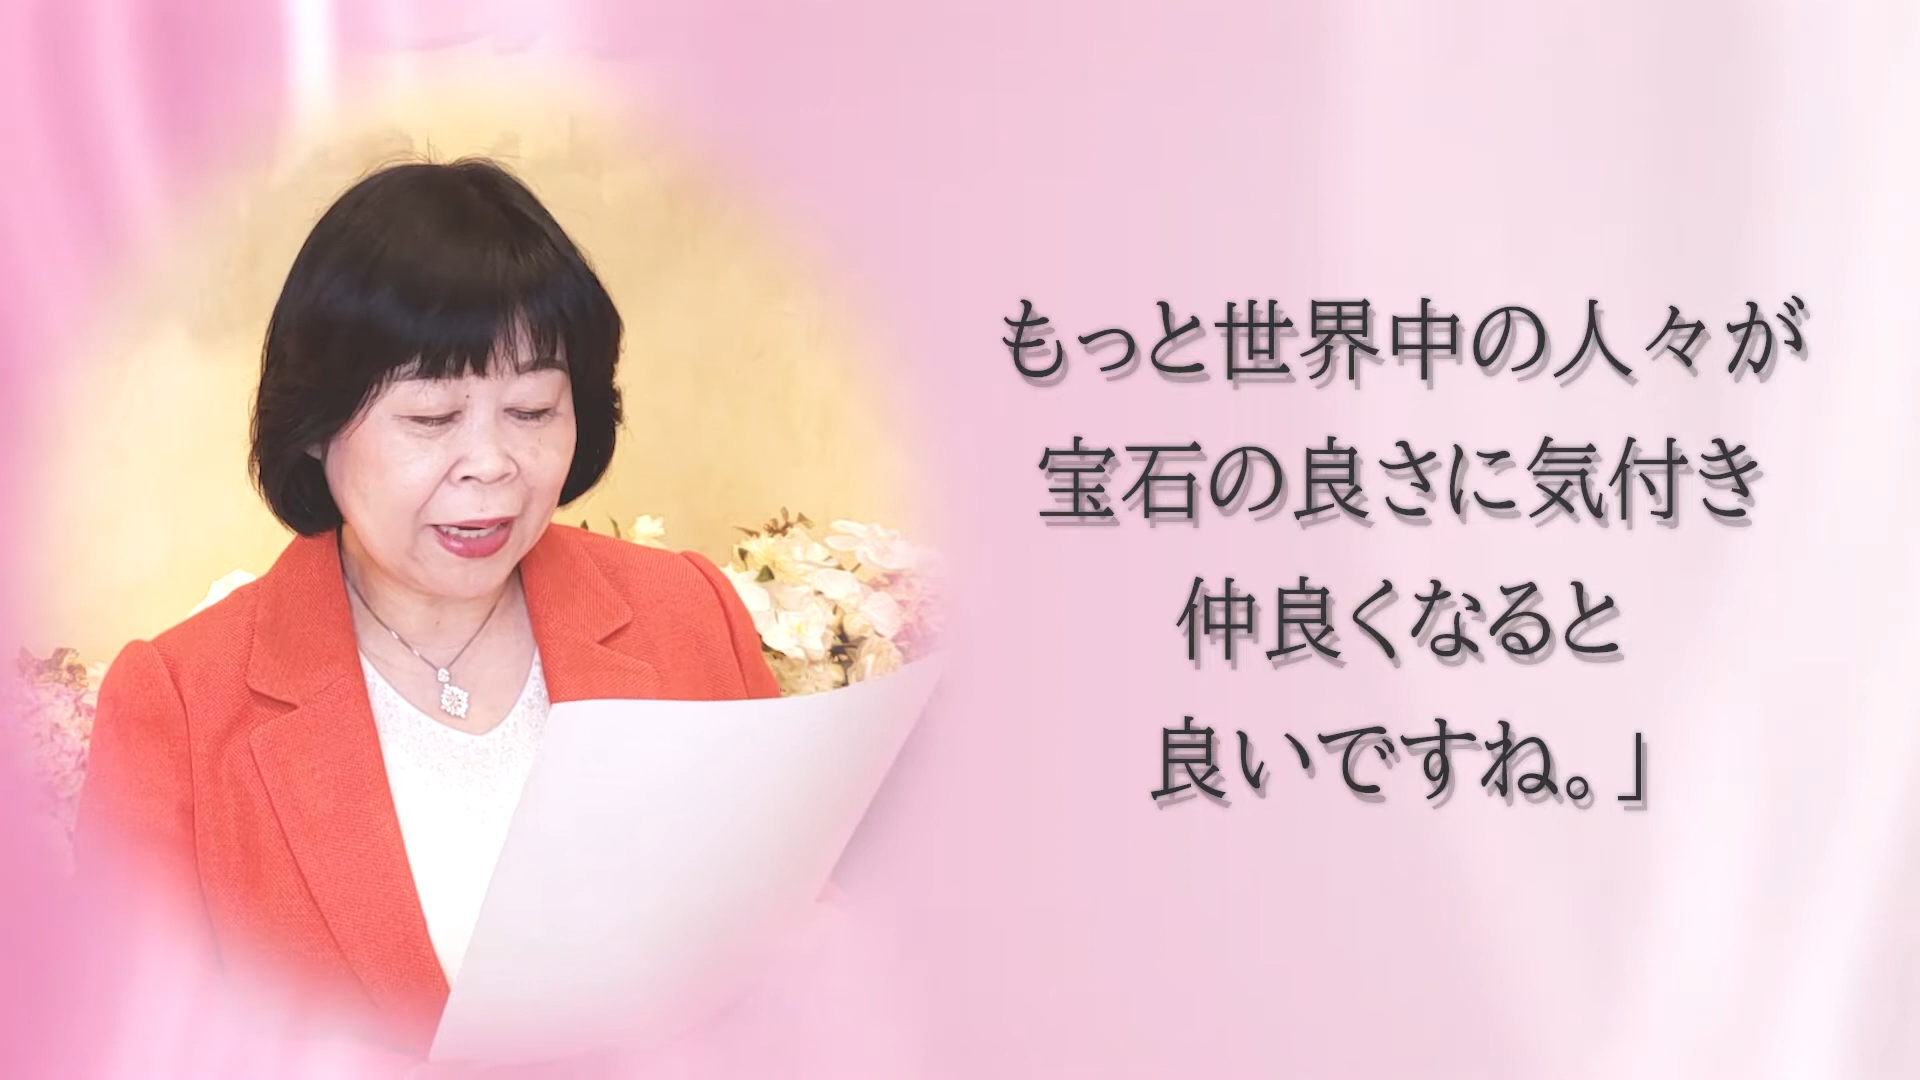 もっと世界中の人々が
宝石の良さに気付き
仲良くなると
良いですね。」